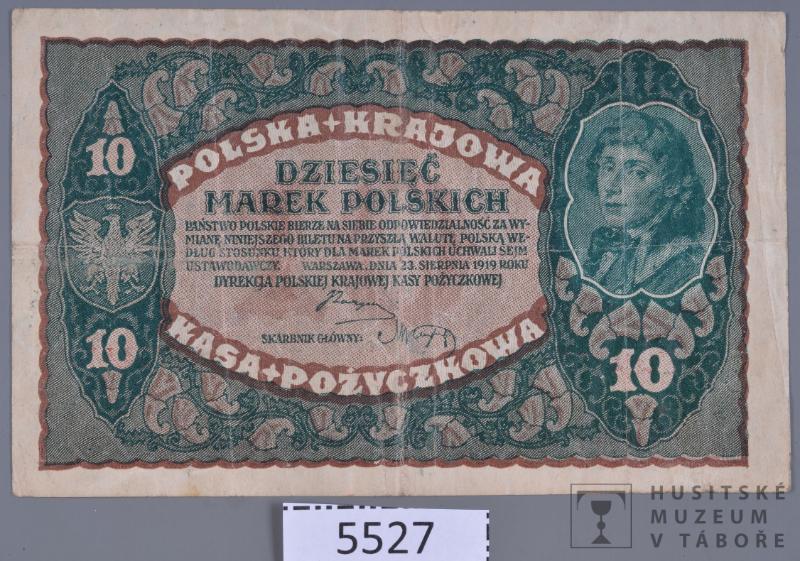 POLSKA+KRAJOWA
10
DZIESIĘĆ
MAREK POLSKICH
PAŃSTWO POLSKIE BIERZE NA SIEBIE ODPOWIEDZIALNOŚĆ ZA WY-
MIANĘ NINIEJSZEGO BILETU NA PRZYSZŁĄ WALUTĘ POLSKĄ WE-
DŁUG STOSUNKU, KTÓRY DLA MAREK POLSKICH UCHWALI SEJM
USTAWODAWCZY. WARSZAWA, DNIA 23. SIERPNIA 1919 ROKU
DYREKCJA POLSKIEJ KRAJOWEJ KASY POŻYCZKOWEJ
SKARBNIK GŁÓWNY:
10
10
KASA+POŻYCZKOWA
5527
HUSITSKÉ
MUZEUM
V TÁBOŘE